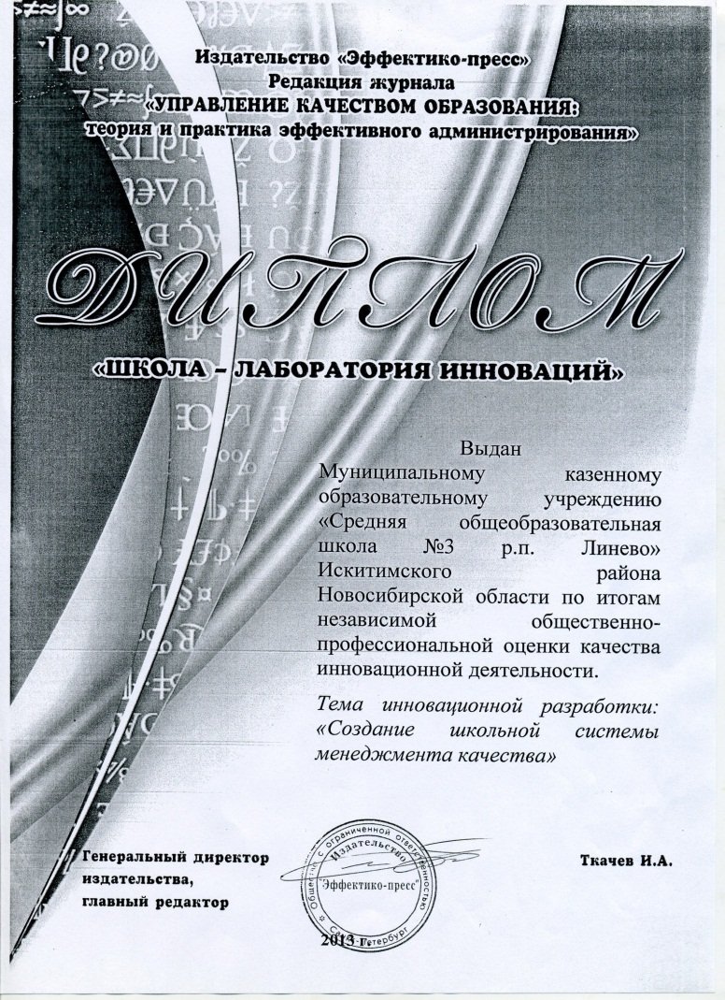 Издательство «Эффектико-пресс»
Редакция журнала
«УПРАВЛЕНИЕ КАЧЕСТВОМ ОБРАЗОВАНИЯ:
теория и практика эффективного администрирования»
ДИПЛОМ
«ШКОЛА – ЛАБОРАТОРИЯ ИННОВАЦИЙ»
Выдан
Муниципальному казенному
образовательному учреждению
«Средняя общеобразовательная
школа №3 р.п. Линево»
Искитимского района
Новосибирской области по итогам
независимой общественно-
профессиональной оценки качества
инновационной деятельности.
Тема инновационной разработки:
«Создание школьной системы
менеджмента качества»
Генеральный директор
издательства,
главный редактор
с ограниченной ответственностью
Издательство
"Эффектико-пресс"
Санкт-Петербург
Ткачев И.А.
2013 г.